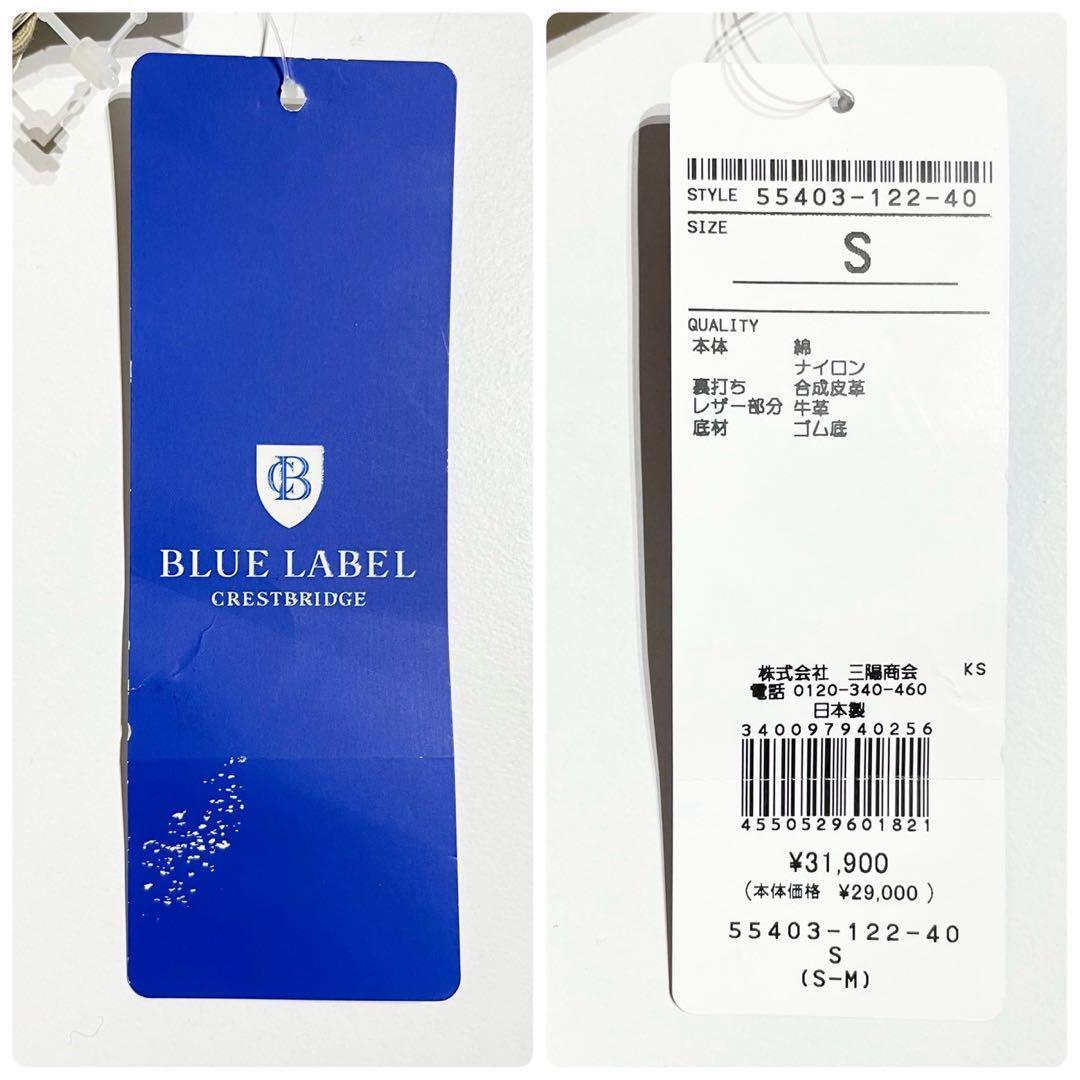 CB
BLUE LABEL
CRESTBRIDGE
STYLE 55403-122-40
SIZE
S
QUALITY
本体 綿
ナイロン
裏打ち 合成皮革
レザー部分 牛革
底材 ゴム底
株式会社 三陽商会 KS
電話 0120-340-460
日本製
340097940256
4550529601821
¥31,900
(本体価格 ¥29,000 )
55403-122-40
S
(S-M)